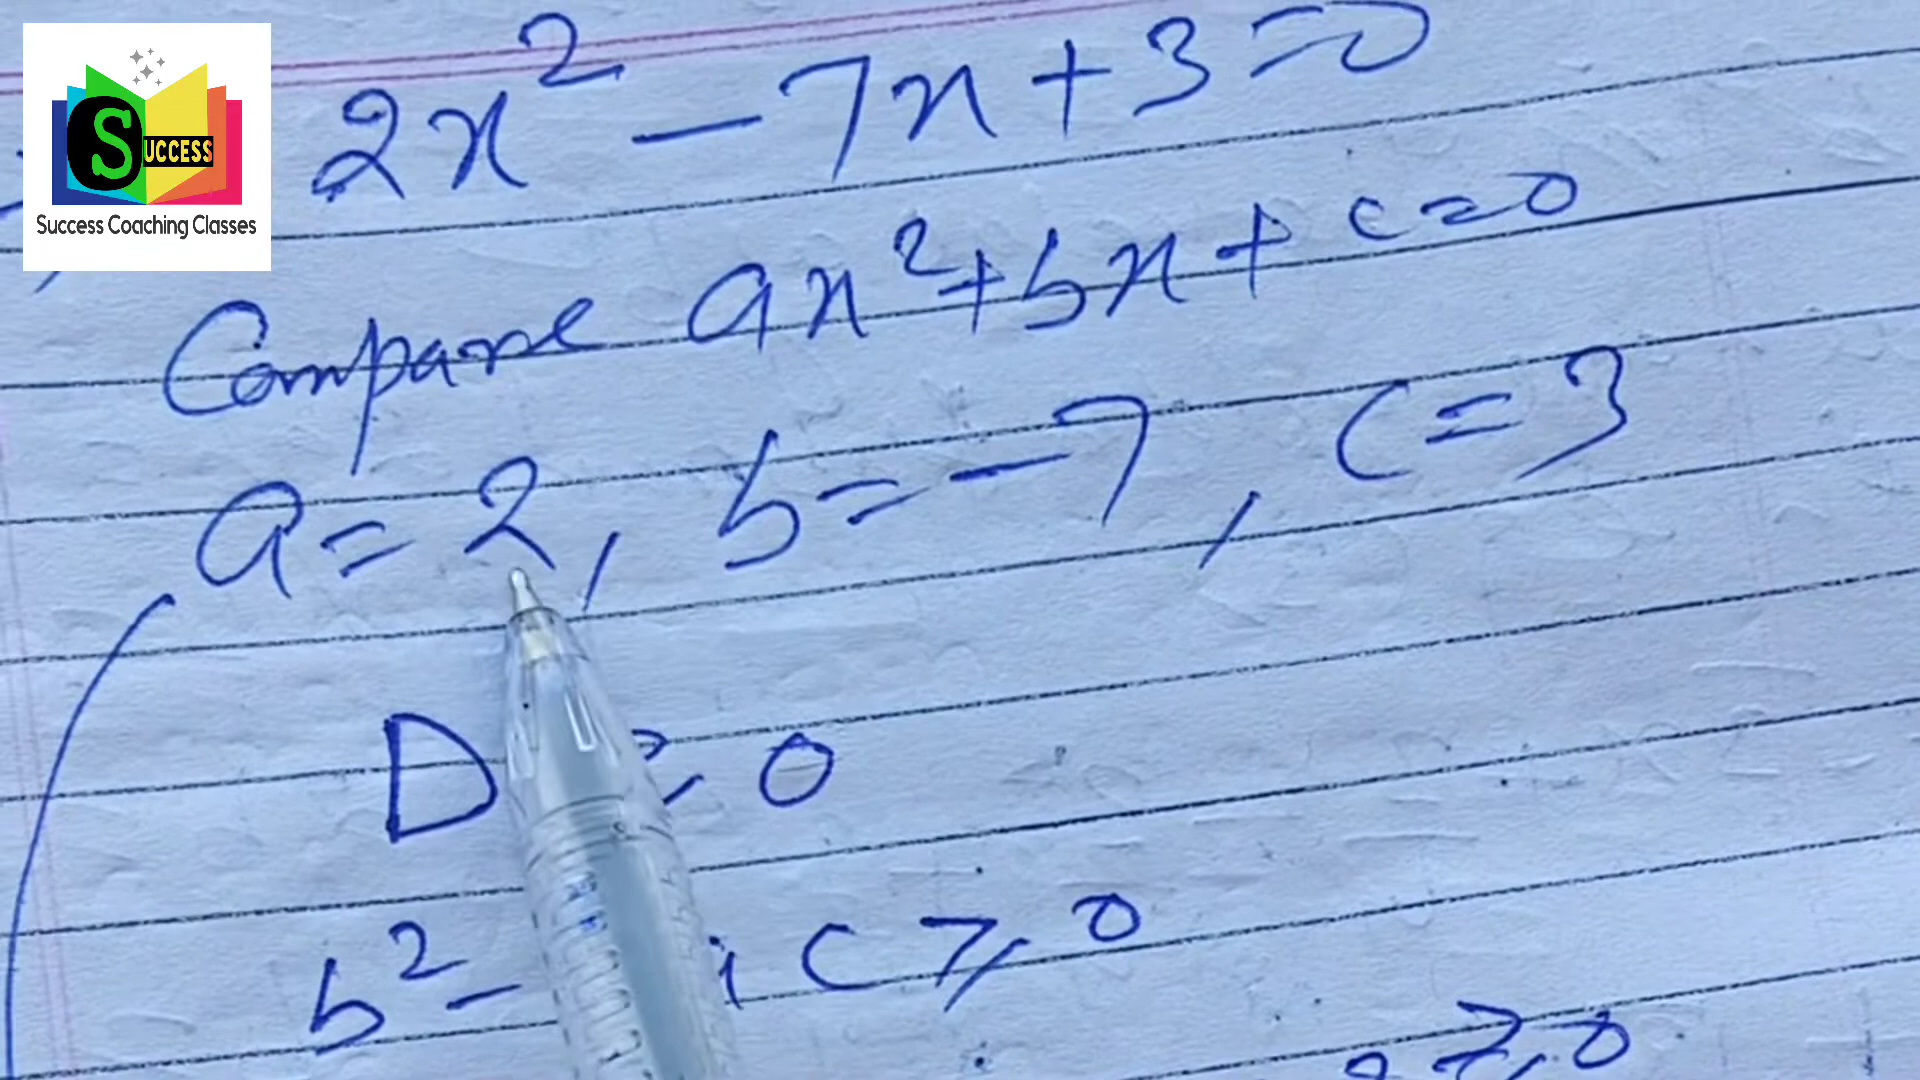 SUCCESS
Success Coaching Classes
2x² - 7x + 3 = 0
Compare ax² + bx + c = 0
a = 2, b = -7, c = 3
D ≥ 0
b² - c ≥ 0
≥ 0